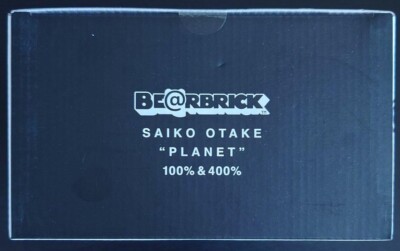 BE@RBRICK
SAIKO OTAKE
“PLANET”
100% & 400%